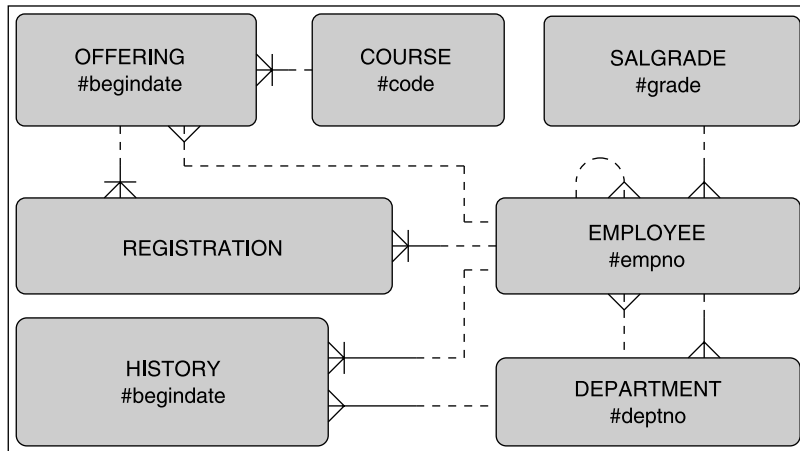 OFFERING
#begindate
COURSE
#code
SALGRADE
#grade
REGISTRATION
EMPLOYEE
#empno
HISTORY
#begindate
DEPARTMENT
#deptno